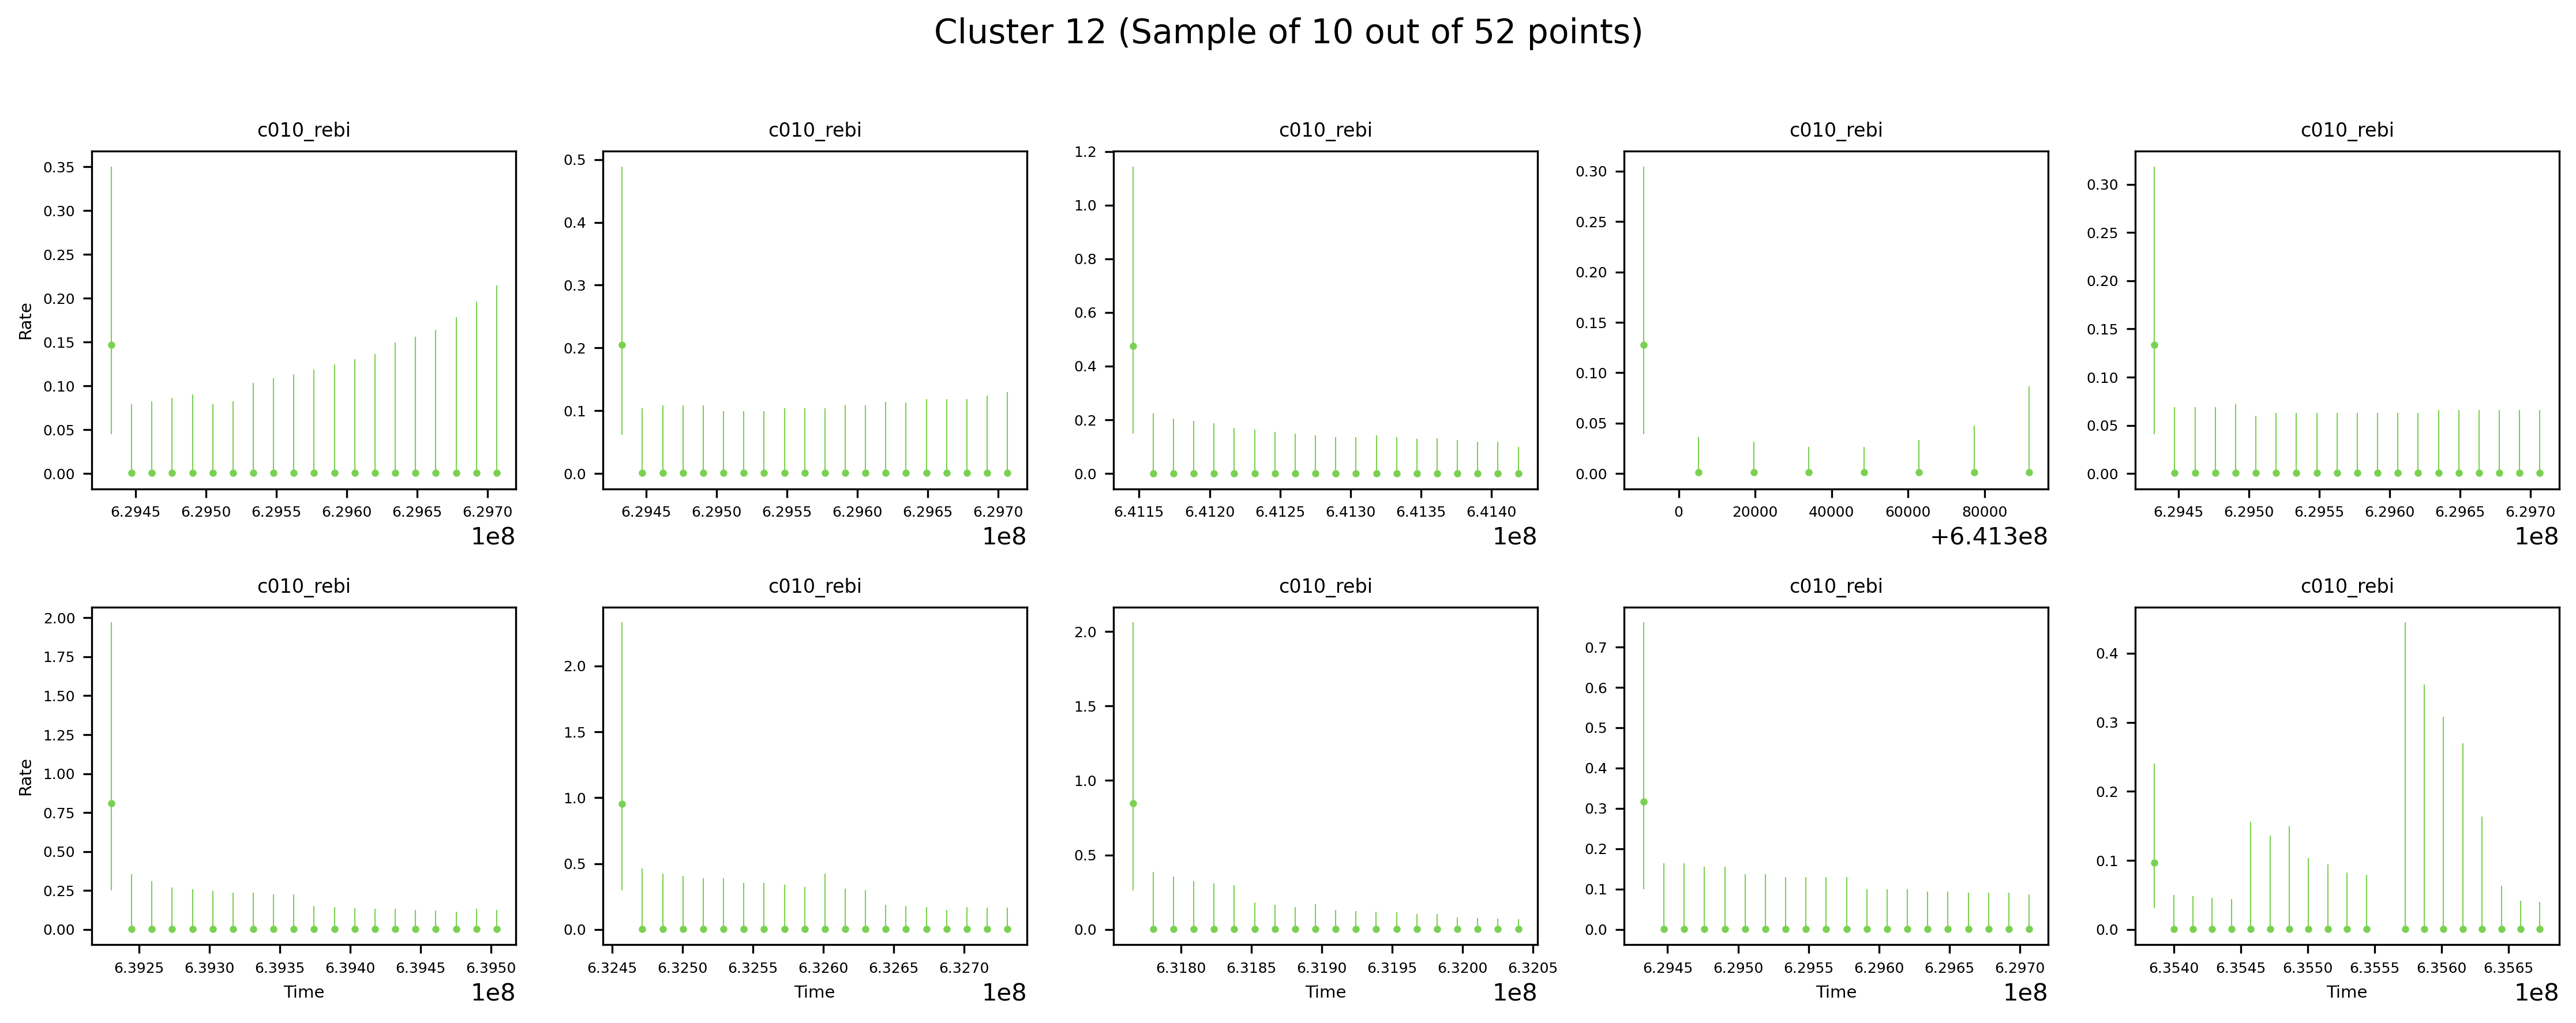 Cluster 12 (Sample of 10 out of 52 points)
c010_rebi c010_rebi c010_rebi c010_rebi c010_rebi
Rate
0.35 0.30 0.25 0.20 0.15 0.10 0.05 0.00
6.2945 6.2950 6.2955 6.2960 6.2965 6.2970
1e8
0.5 0.4 0.3 0.2 0.1 0.0
6.2945 6.2950 6.2955 6.2960 6.2965 6.2970
1e8
1.2 1.0 0.8 0.6 0.4 0.2 0.0
6.4115 6.4120 6.4125 6.4130 6.4135 6.4140
1e8
0.30 0.25 0.20 0.15 0.10 0.05 0.00
0 20000 40000 60000 80000
+6.413e8
0.30 0.25 0.20 0.15 0.10 0.05 0.00
6.2945 6.2950 6.2955 6.2960 6.2965 6.2970
1e8
c010_rebi c010_rebi c010_rebi c010_rebi c010_rebi
Rate
2.00 1.75 1.50 1.25 1.00 0.75 0.50 0.25 0.00
6.3925 6.3930 6.3935 6.3940 6.3945 6.3950
Time 1e8
2.0 1.5 1.0 0.5 0.0
6.3245 6.3250 6.3255 6.3260 6.3265 6.3270
Time 1e8
2.0 1.5 1.0 0.5 0.0
6.3180 6.3185 6.3190 6.3195 6.3200 6.3205
Time 1e8
0.7 0.6 0.5 0.4 0.3 0.2 0.1 0.0
6.2945 6.2950 6.2955 6.2960 6.2965 6.2970
Time 1e8
0.4 0.3 0.2 0.1 0.0
6.3540 6.3545 6.3550 6.3555 6.3560 6.3565
Time 1e8